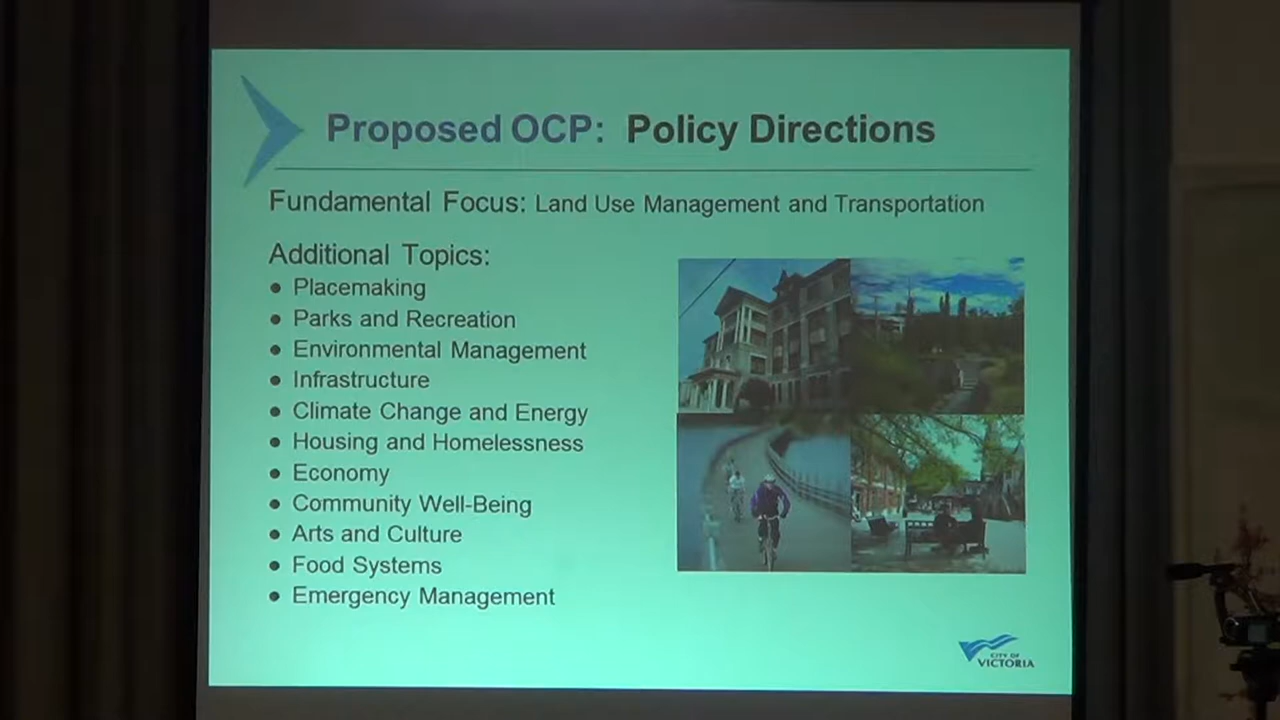 Proposed OCP: Policy Directions
Fundamental Focus: Land Use Management and Transportation
Additional Topics:
• Placemaking
• Parks and Recreation
• Environmental Management
• Infrastructure
• Climate Change and Energy
• Housing and Homelessness
• Economy
• Community Well-Being
• Arts and Culture
• Food Systems
• Emergency Management
CITY OF
VICTORIA